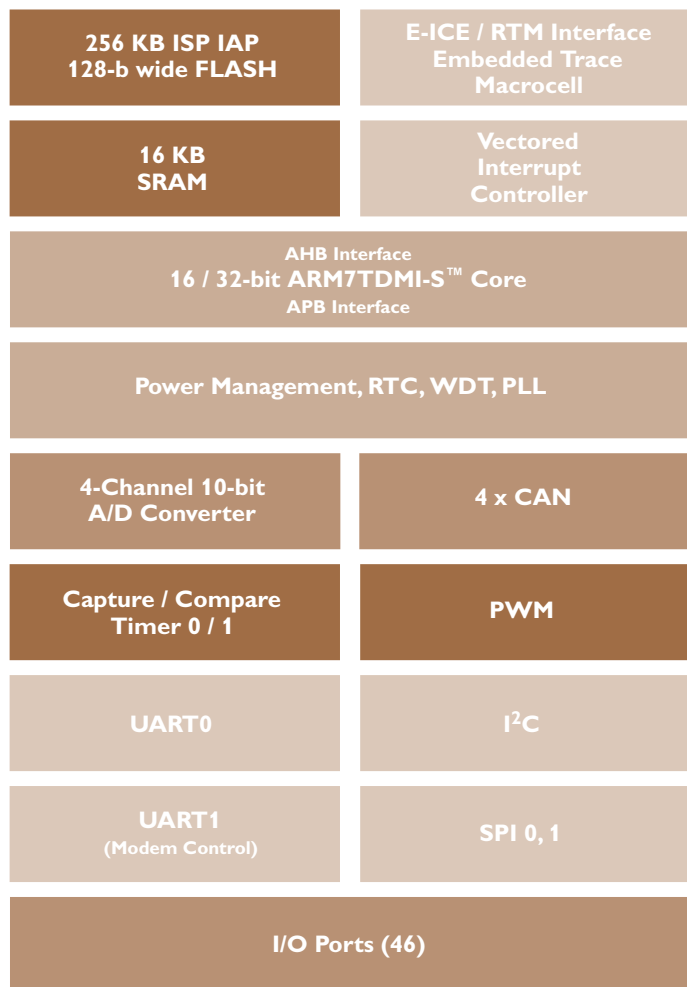 256 KB ISP IAP
128-b wide FLASH
E-ICE / RTM Interface
Embedded Trace
Macrocell
16 KB
SRAM
Vectored
Interrupt
Controller
AHB Interface
16 / 32-bit ARM7TDMI-S™ Core
APB Interface
Power Management, RTC, WDT, PLL
4-Channel 10-bit
A/D Converter
4 x CAN
Capture / Compare
Timer 0 / 1
PWM
UART0
I²C
UART1
(Modem Control)
SPI 0, 1
I/O Ports (46)